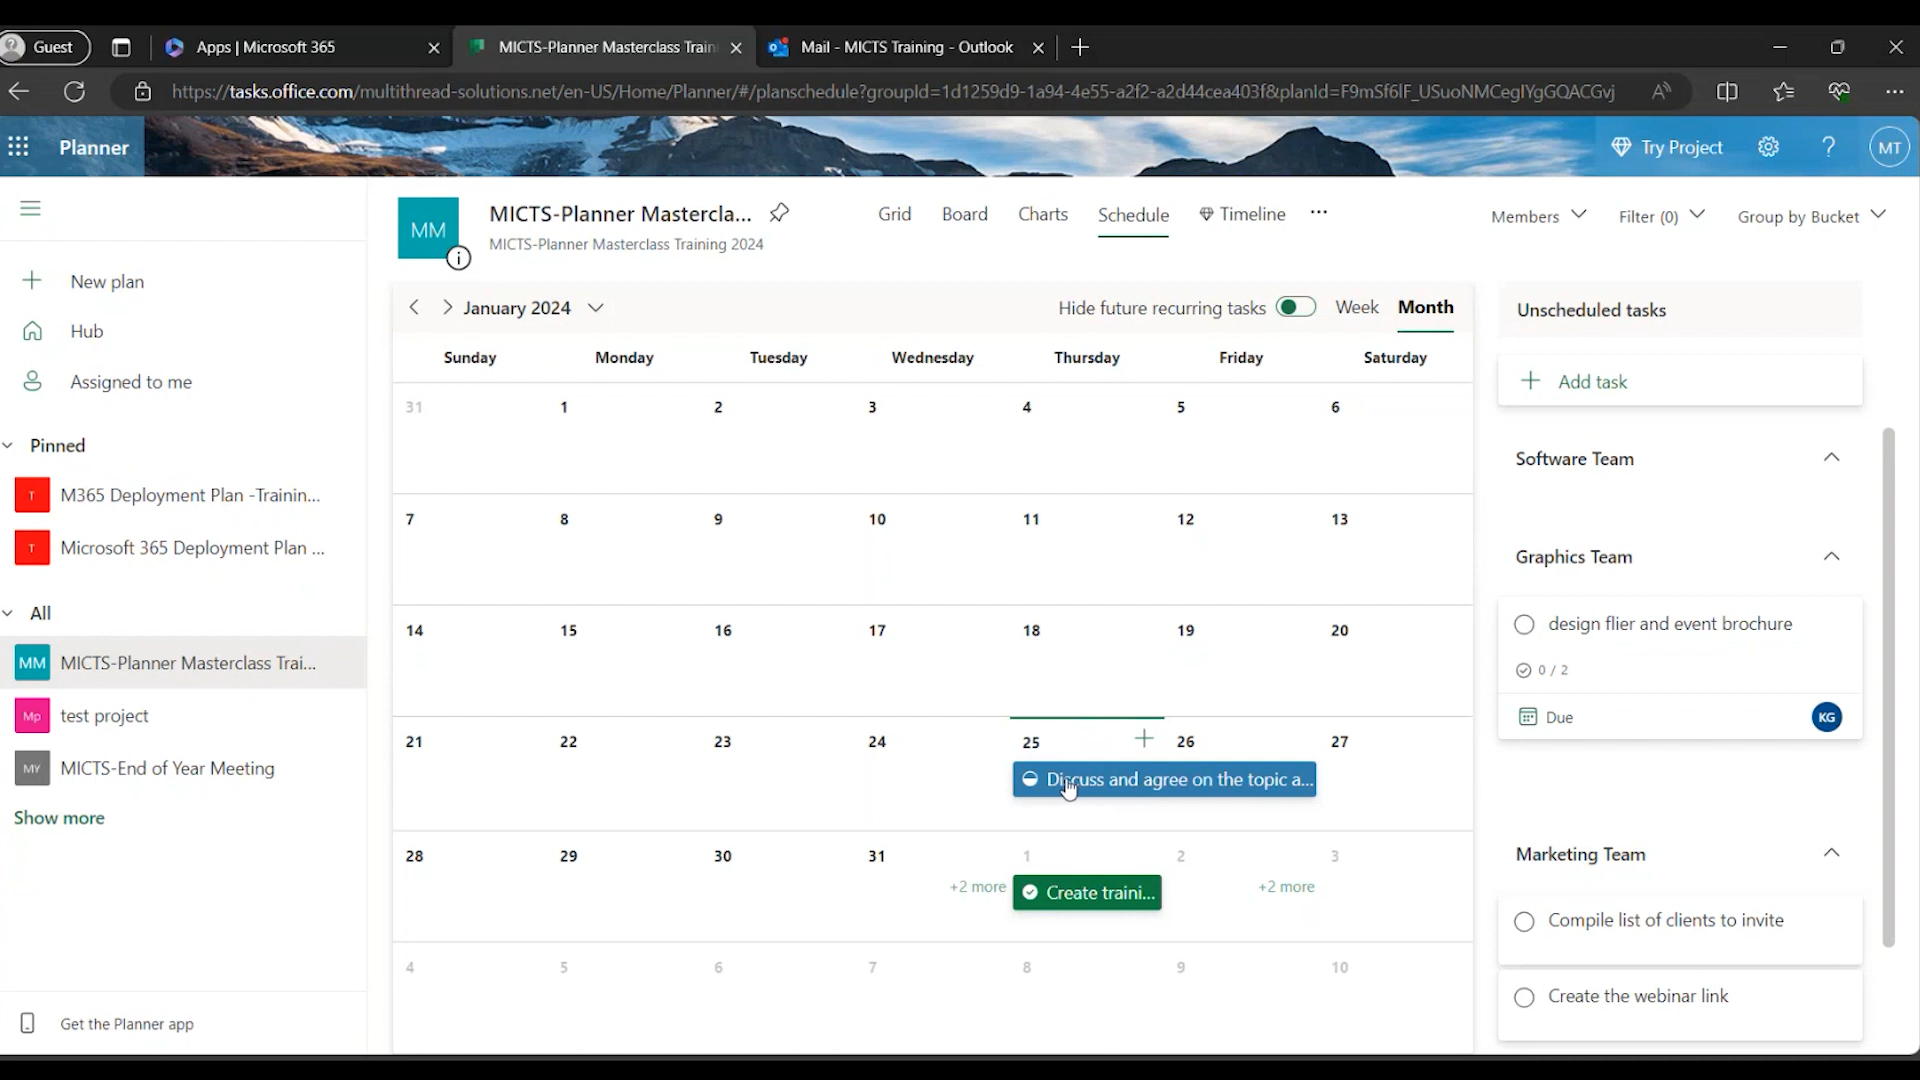 Guest
Apps | Microsoft 365
MICTS-Planner Masterclass Train
Mail - MICTS Training - Outlook
https://tasks.office.com/multithread-solutions.net/en-US/Home/Planner/#/planschedule?groupId=1d1259d9-1a94-4e55-a2f2-a2d44cea403f&planId=F9mSf6IF_USuoNMCegIYgGQACGvj
Planner
Try Project
?
MT
MM
MICTS-Planner Mastercla...
MICTS-Planner Masterclass Training 2024
Grid
Board
Charts
Schedule
Timeline
Members
Filter (0)
Group by Bucket
New plan
Hub
Assigned to me
Pinned
T
M365 Deployment Plan -Trainin...
T
Microsoft 365 Deployment Plan ...
All
MM
MICTS-Planner Masterclass Trai...
Mp
test project
MY
MICTS-End of Year Meeting
Show more
Get the Planner app
January 2024
Hide future recurring tasks
Week
Month
Sunday Monday Tuesday Wednesday Thursday Friday Saturday
31 1 2 3 4 5 6
7 8 9 10 11 12 13
14 15 16 17 18 19 20
21 22 23 24 25 26 27
Discuss and agree on the topic a...
28 29 30 31 1 2 3
+2 more
Create traini...
+2 more
4 5 6 7 8 9 10
Unscheduled tasks
Add task
Software Team
Graphics Team
design flier and event brochure
0 / 2
Due
KG
Marketing Team
Compile list of clients to invite
Create the webinar link